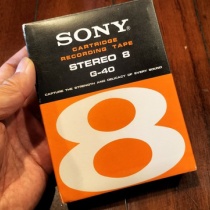 SONY
CARTRIDGE
RECORDING TAPE
STEREO 8
G-40
CAPTURE THE STRENGTH AND DELICACY OF EVERY SOUND
8